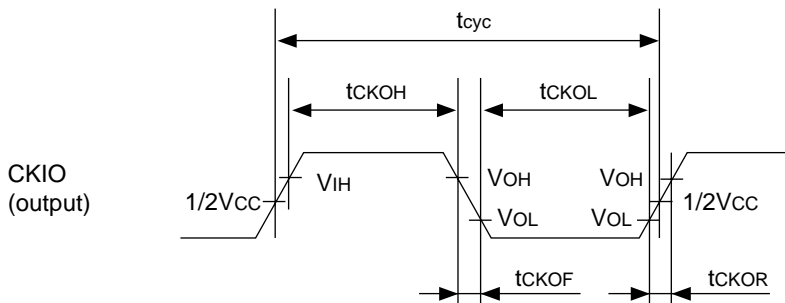 tcyc
tCKOH
tCKOL
CKIO
(output)
VIH
VOH
VOH
1/2VCC
1/2VCC
VOL
VOL
tCKOF
tCKOR